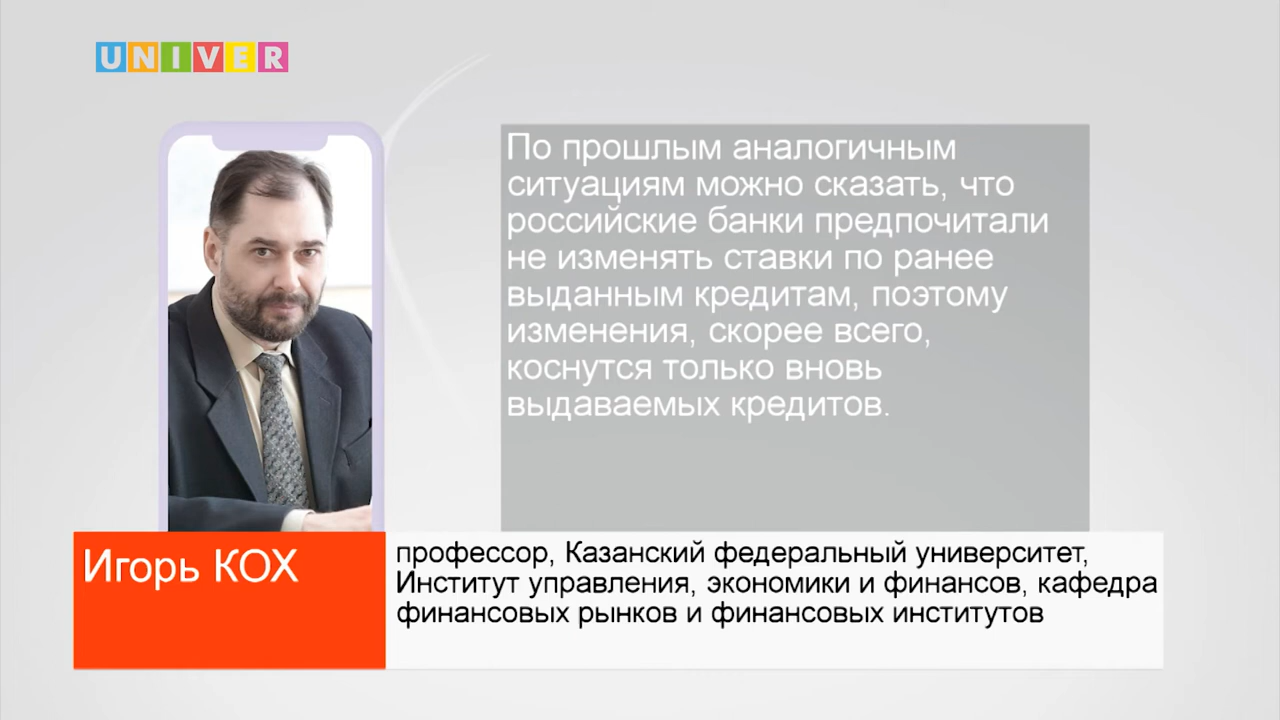 UNIVER
По прошлым аналогичным
ситуациям можно сказать, что
российские банки предпочитали
не изменять ставки по ранее
выданным кредитам, поэтому
изменения, скорее всего,
коснутся только вновь
выдаваемых кредитов.
Игорь КОХ
профессор, Казанский федеральный университет,
Институт управления, экономики и финансов, кафедра
финансовых рынков и финансовых институтов